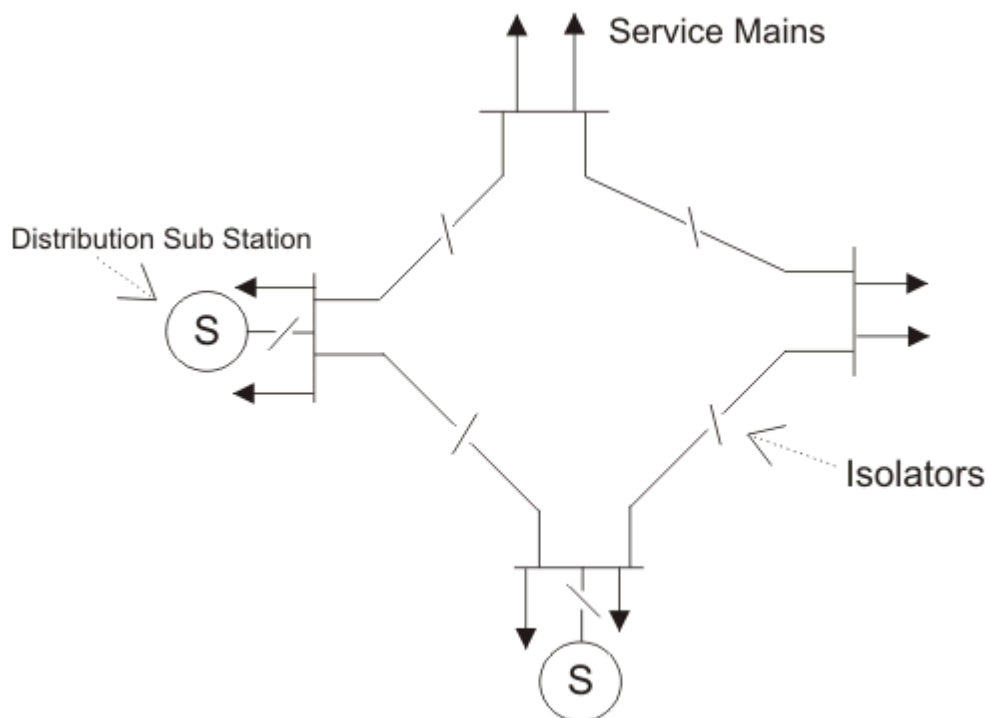 Service Mains
Distribution Sub Station
S
Isolators
S